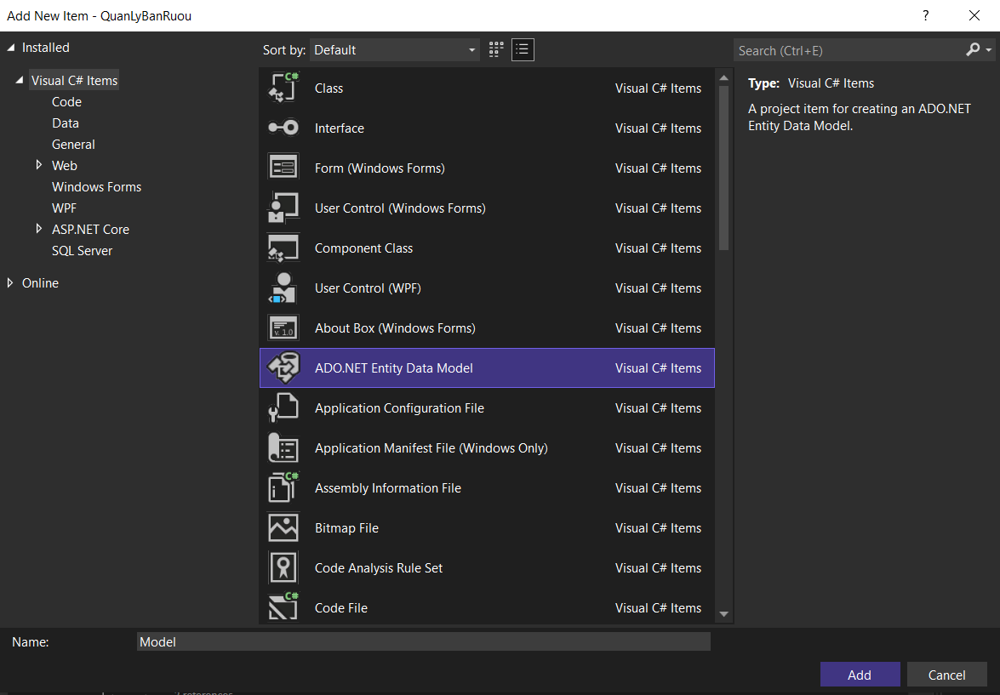 Add New Item - QuanLyBanRuou
?
Installed
Visual C# Items
Code
Data
General
Web
Windows Forms
WPF
ASP.NET Core
SQL Server
Online
Sort by: Default
Search (Ctrl+E)
C# Class Visual C# Items
Interface Visual C# Items
Form (Windows Forms) Visual C# Items
User Control (Windows Forms) Visual C# Items
Component Class Visual C# Items
User Control (WPF) Visual C# Items
v. 1.0 About Box (Windows Forms) Visual C# Items
ADO.NET Entity Data Model Visual C# Items
Application Configuration File Visual C# Items
Application Manifest File (Windows Only) Visual C# Items
C# Assembly Information File Visual C# Items
Bitmap File Visual C# Items
Code Analysis Rule Set Visual C# Items
C# Code File Visual C# Items
Type: Visual C# Items
A project item for creating an ADO.NET
Entity Data Model.
Name: Model
Add Cancel
references